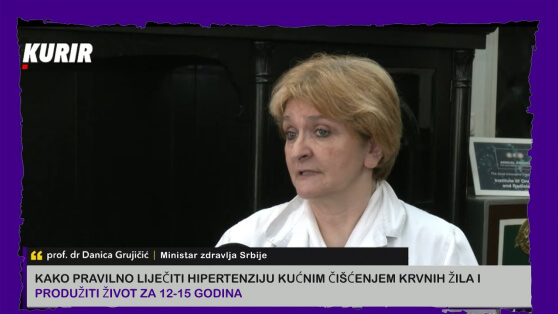 KURIR
prof. dr Danica Grujičić | Ministar zdravlja Srbije
KAKO PRAVILNO LIJEČITI HIPERTENZIJU KUĆNIM ČIŠĆENJEM KRVNIH ŽILA I
PRODUŽITI ŽIVOT ZA 12-15 GODINA